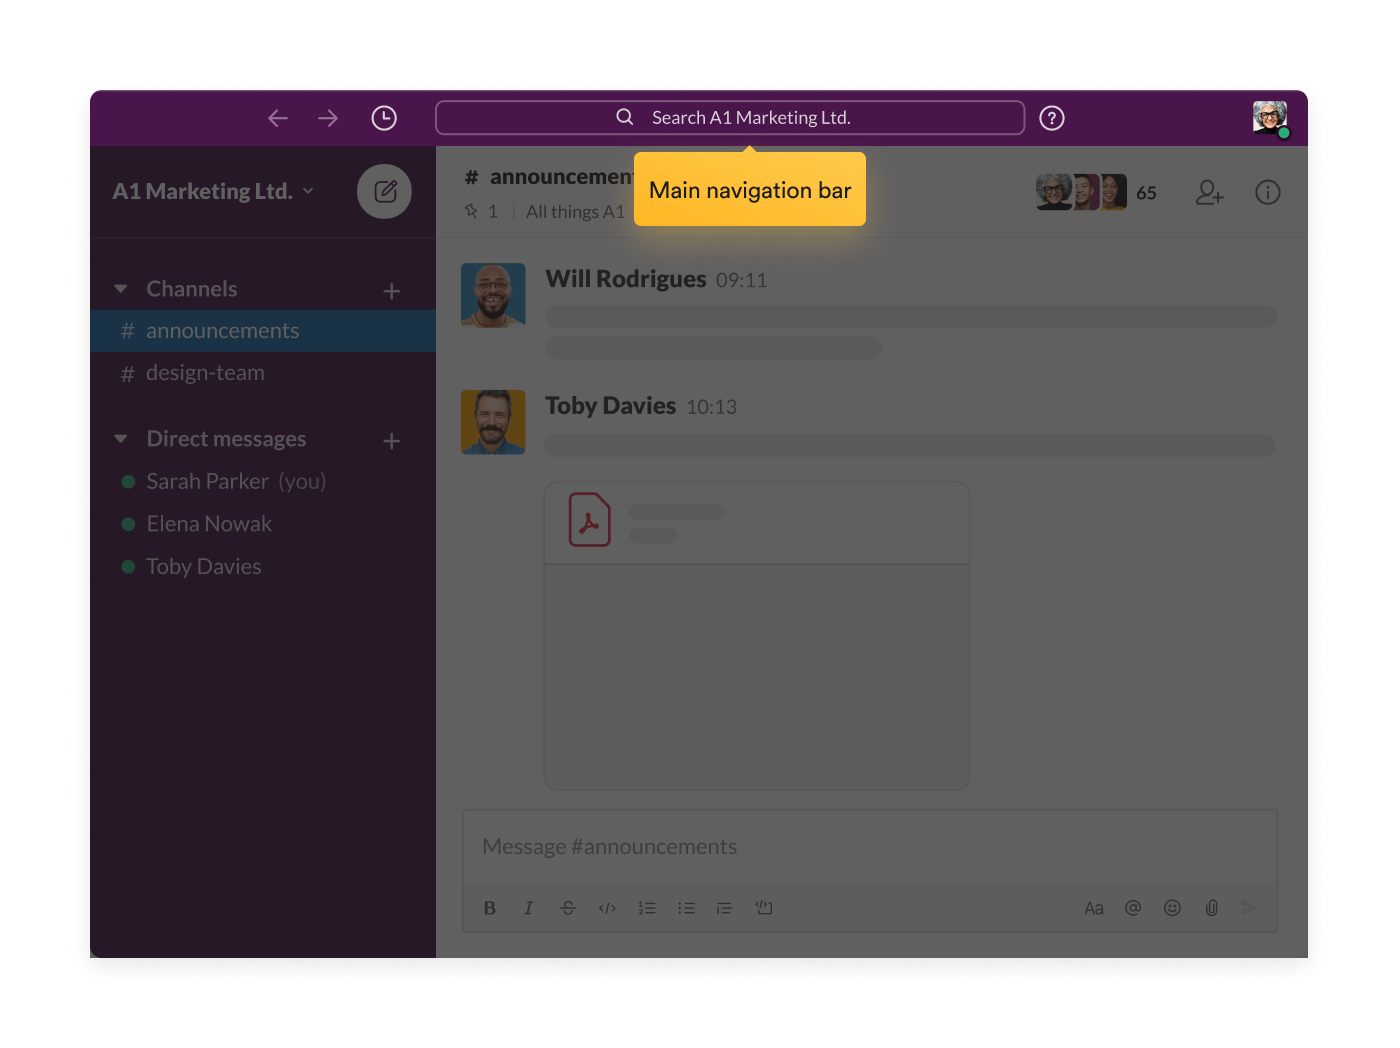 Search A1 Marketing Ltd.
A1 Marketing Ltd.
# announcemen
Main navigation bar
1 | All things A1
65
Channels
# announcements
# design-team
Direct messages
Sarah Parker (you)
Elena Nowak
Toby Davies
Will Rodrigues 09:11
Toby Davies 10:13
Message #announcements
B I S </> Aa @